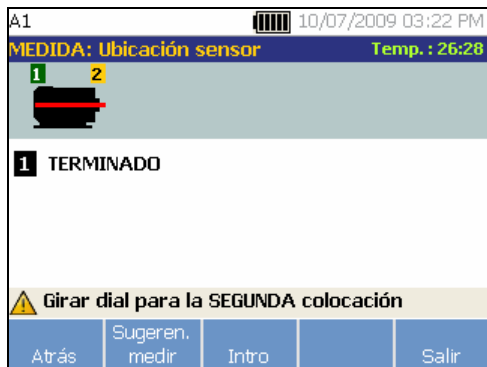 A1 10/07/2009 03:22 PM
MEDIDA: Ubicación sensor Temp. : 26:28
1 2
1 TERMINADO
Girar dial para la SEGUNDA colocación
Sugeren.
Atrás medir Intro Salir